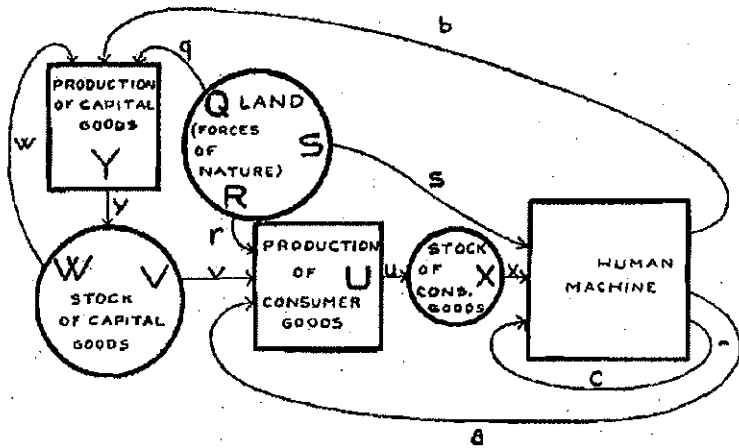 b
q
w
PRODUCTION
OF CAPITAL
GOODS
Y
y
Q LAND
(FORCES
OF
NATURE)
S
R
s
r
W
V
STOCK
OF CAPITAL
GOODS
v
PRODUCTION
OF
CONSUMER
GOODS
U
u
STOCK
OF
CONS.
GOODS
X
x
HUMAN
MACHINE
C
a